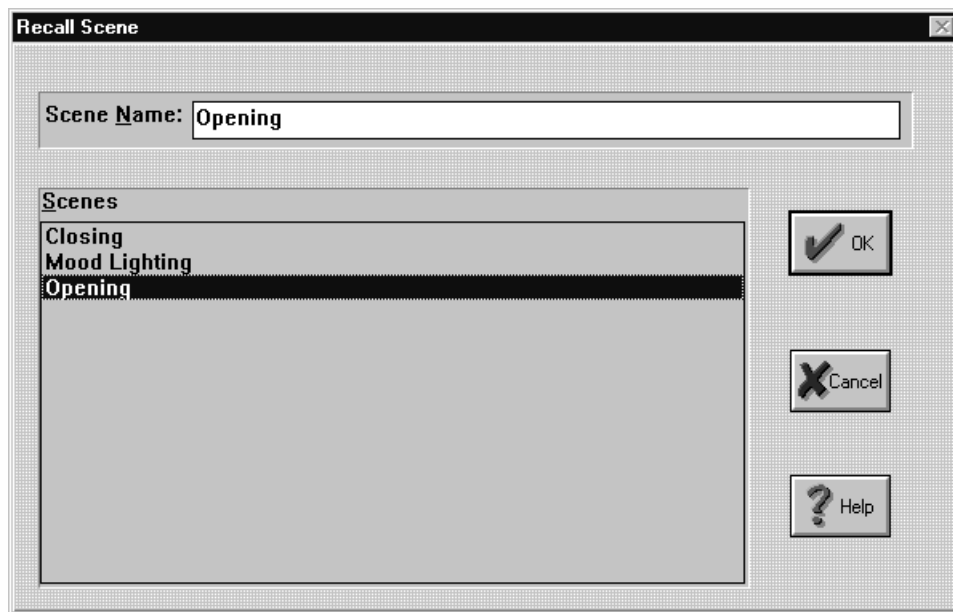 Recall Scene
Scene Name: Opening
Scenes
Closing
Mood Lighting
Opening
OK
Cancel
Help